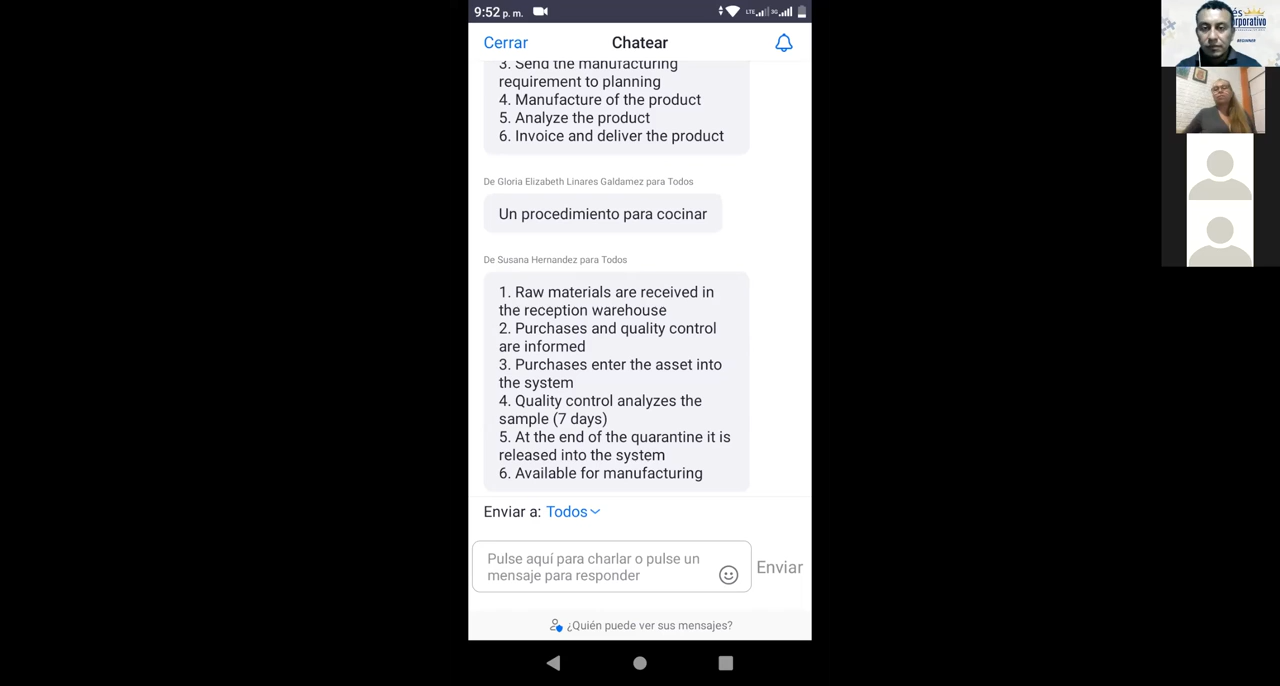 9:52 p. m.
LTE
3G
Cerrar
Chatear
3. Send the manufacturing
requirement to planning
4. Manufacture of the product
5. Analyze the product
6. Invoice and deliver the product
De Gloria Elizabeth Linares Galdamez para Todos
Un procedimiento para cocinar
De Susana Hernandez para Todos
1. Raw materials are received in
the reception warehouse
2. Purchases and quality control
are informed
3. Purchases enter the asset into
the system
4. Quality control analyzes the
sample (7 days)
5. At the end of the quarantine it is
released into the system
6. Available for manufacturing
Enviar a: Todos
Pulse aquí para charlar o pulse un
mensaje para responder
Enviar
¿Quién puede ver sus mensajes?
BEGINNER